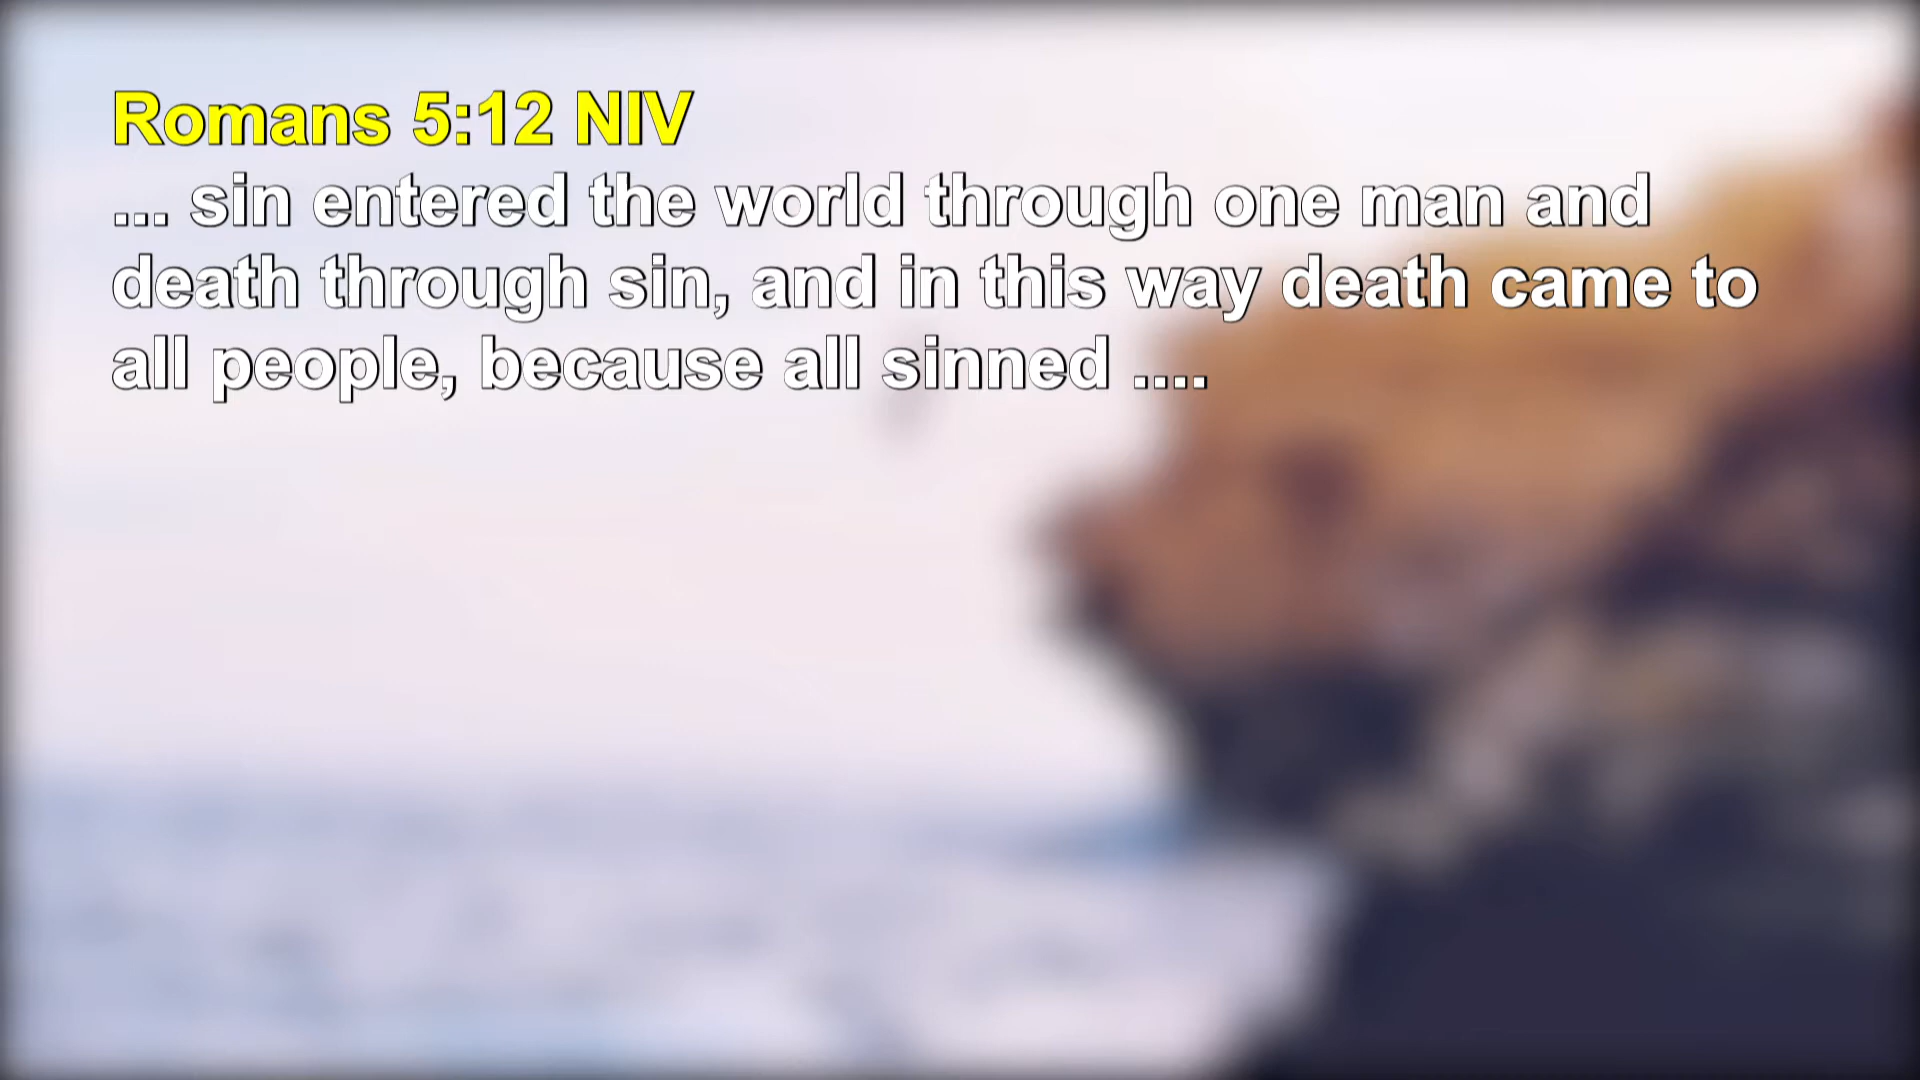 Romans 5:12 NIV
... sin entered the world through one man and
death through sin, and in this way death came to
all people, because all sinned ....